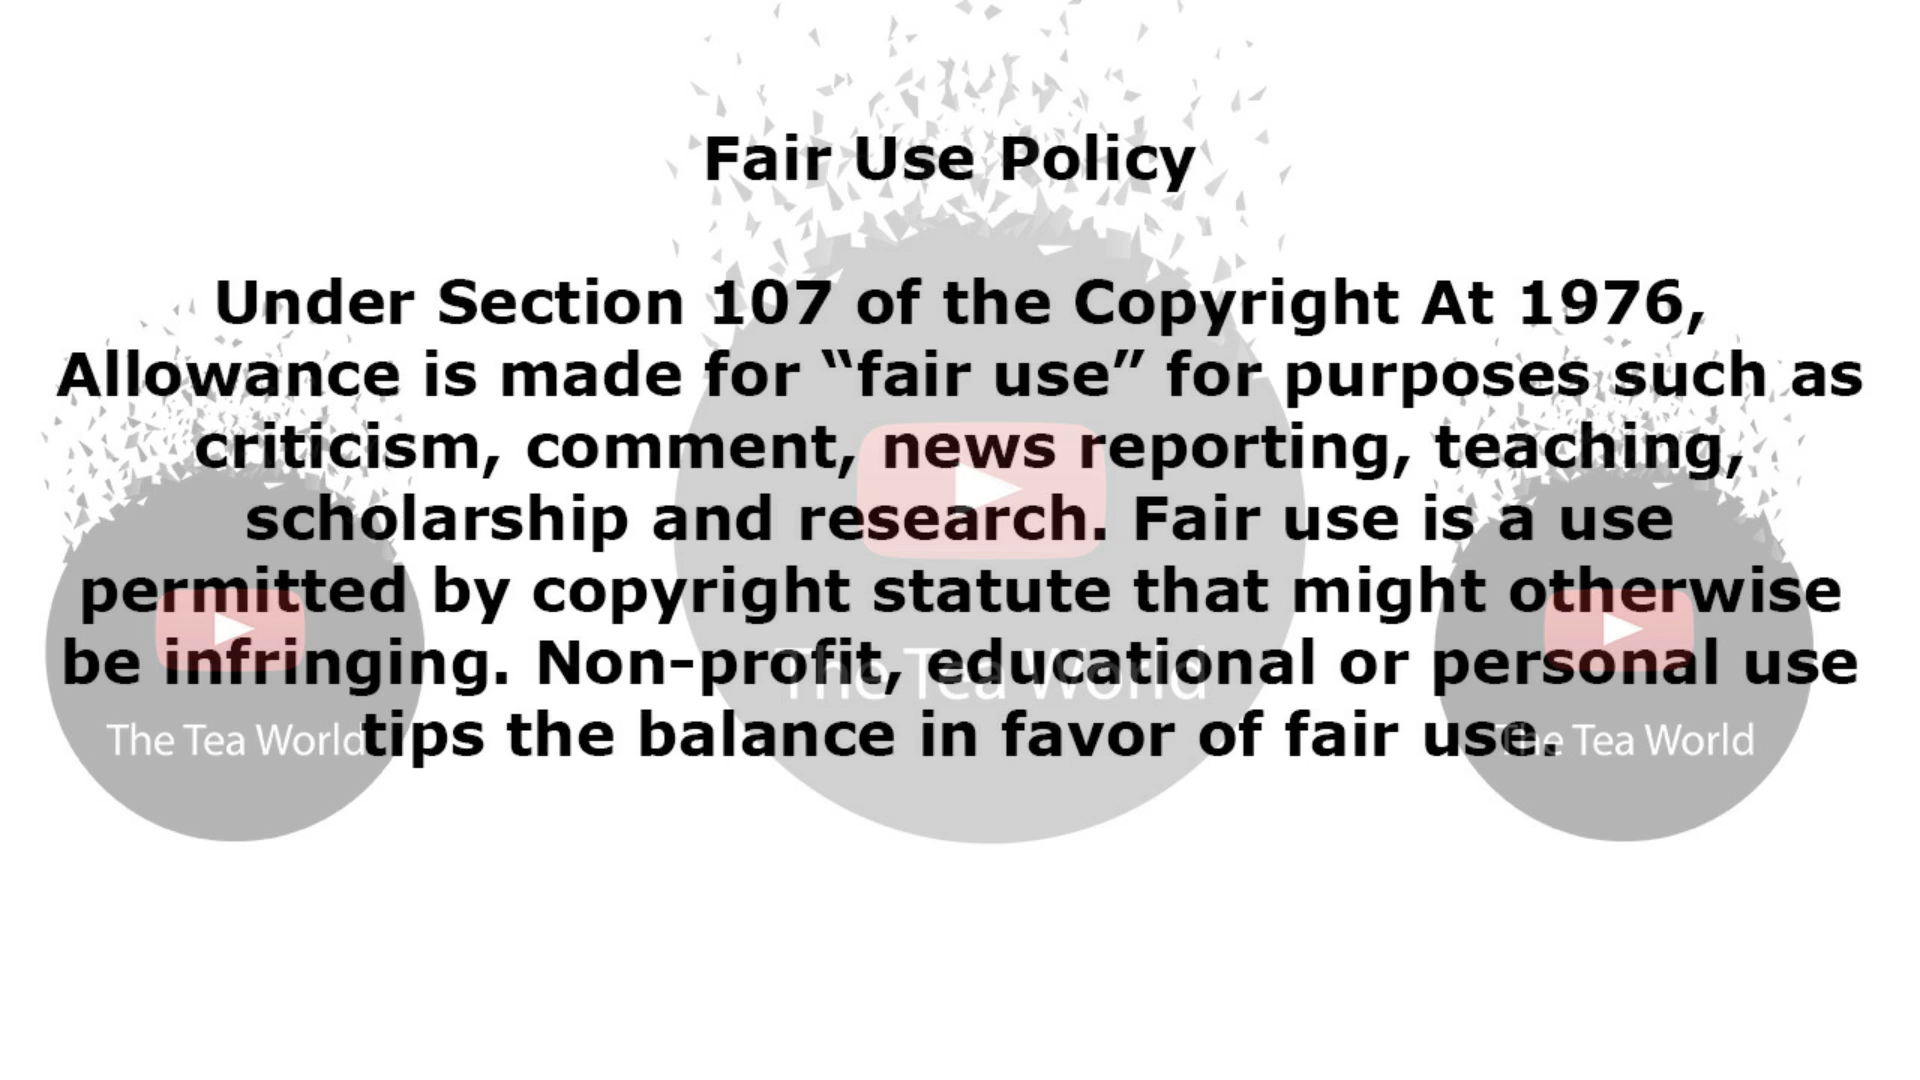 Fair Use Policy
Under Section 107 of the Copyright At 1976,
Allowance is made for “fair use” for purposes such as
criticism, comment, news reporting, teaching,
scholarship and research. Fair use is a use
permitted by copyright statute that might otherwise
be infringing. Non-profit, educational or personal use
tips the balance in favor of fair use.
The Tea World
The Tea World
The Tea World